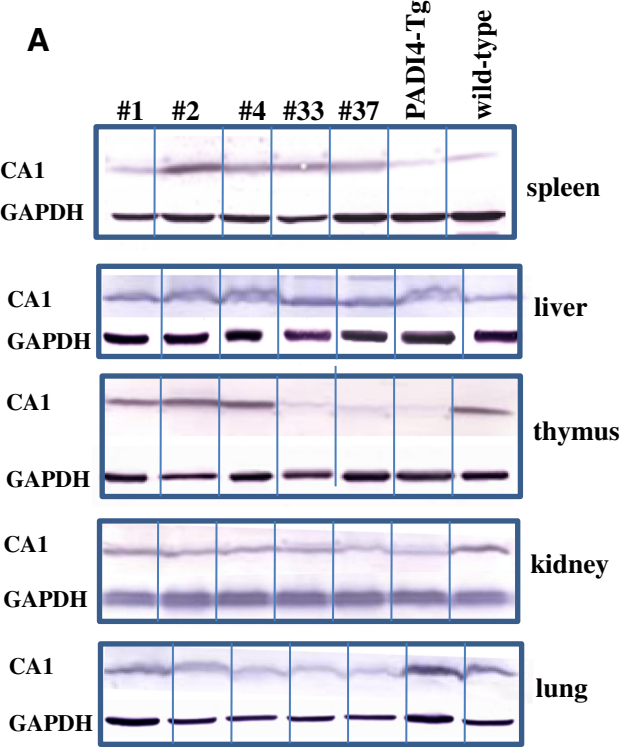 A
#1 #2 #4 #33 #37 PADI4-Tg wild-type
CA1
GAPDH
spleen
CA1
GAPDH
liver
CA1
GAPDH
thymus
CA1
GAPDH
kidney
CA1
GAPDH
lung